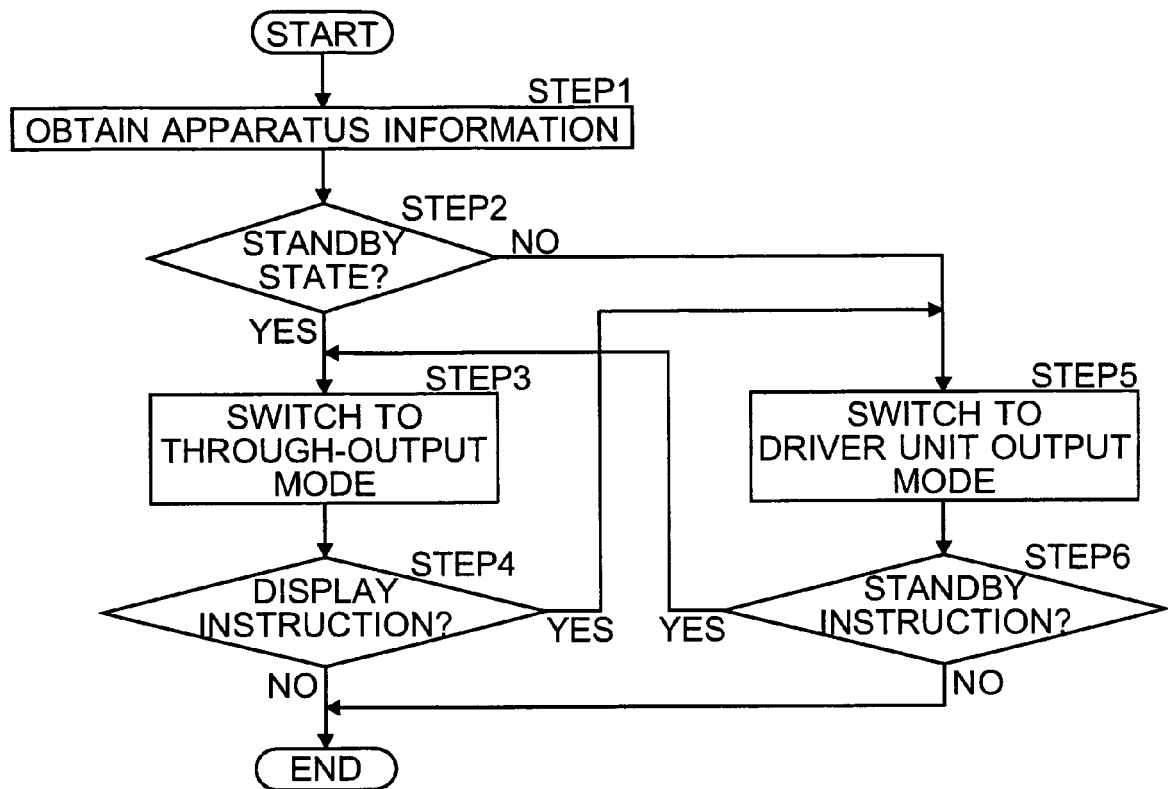 START
STEP1
OBTAIN APPARATUS INFORMATION
STEP2
STANDBY
STATE?
NO
YES
STEP3
SWITCH TO
THROUGH-OUTPUT
MODE
STEP5
SWITCH TO
DRIVER UNIT OUTPUT
MODE
STEP4
DISPLAY
INSTRUCTION?
YES
NO
STEP6
STANDBY
INSTRUCTION?
YES
NO
END